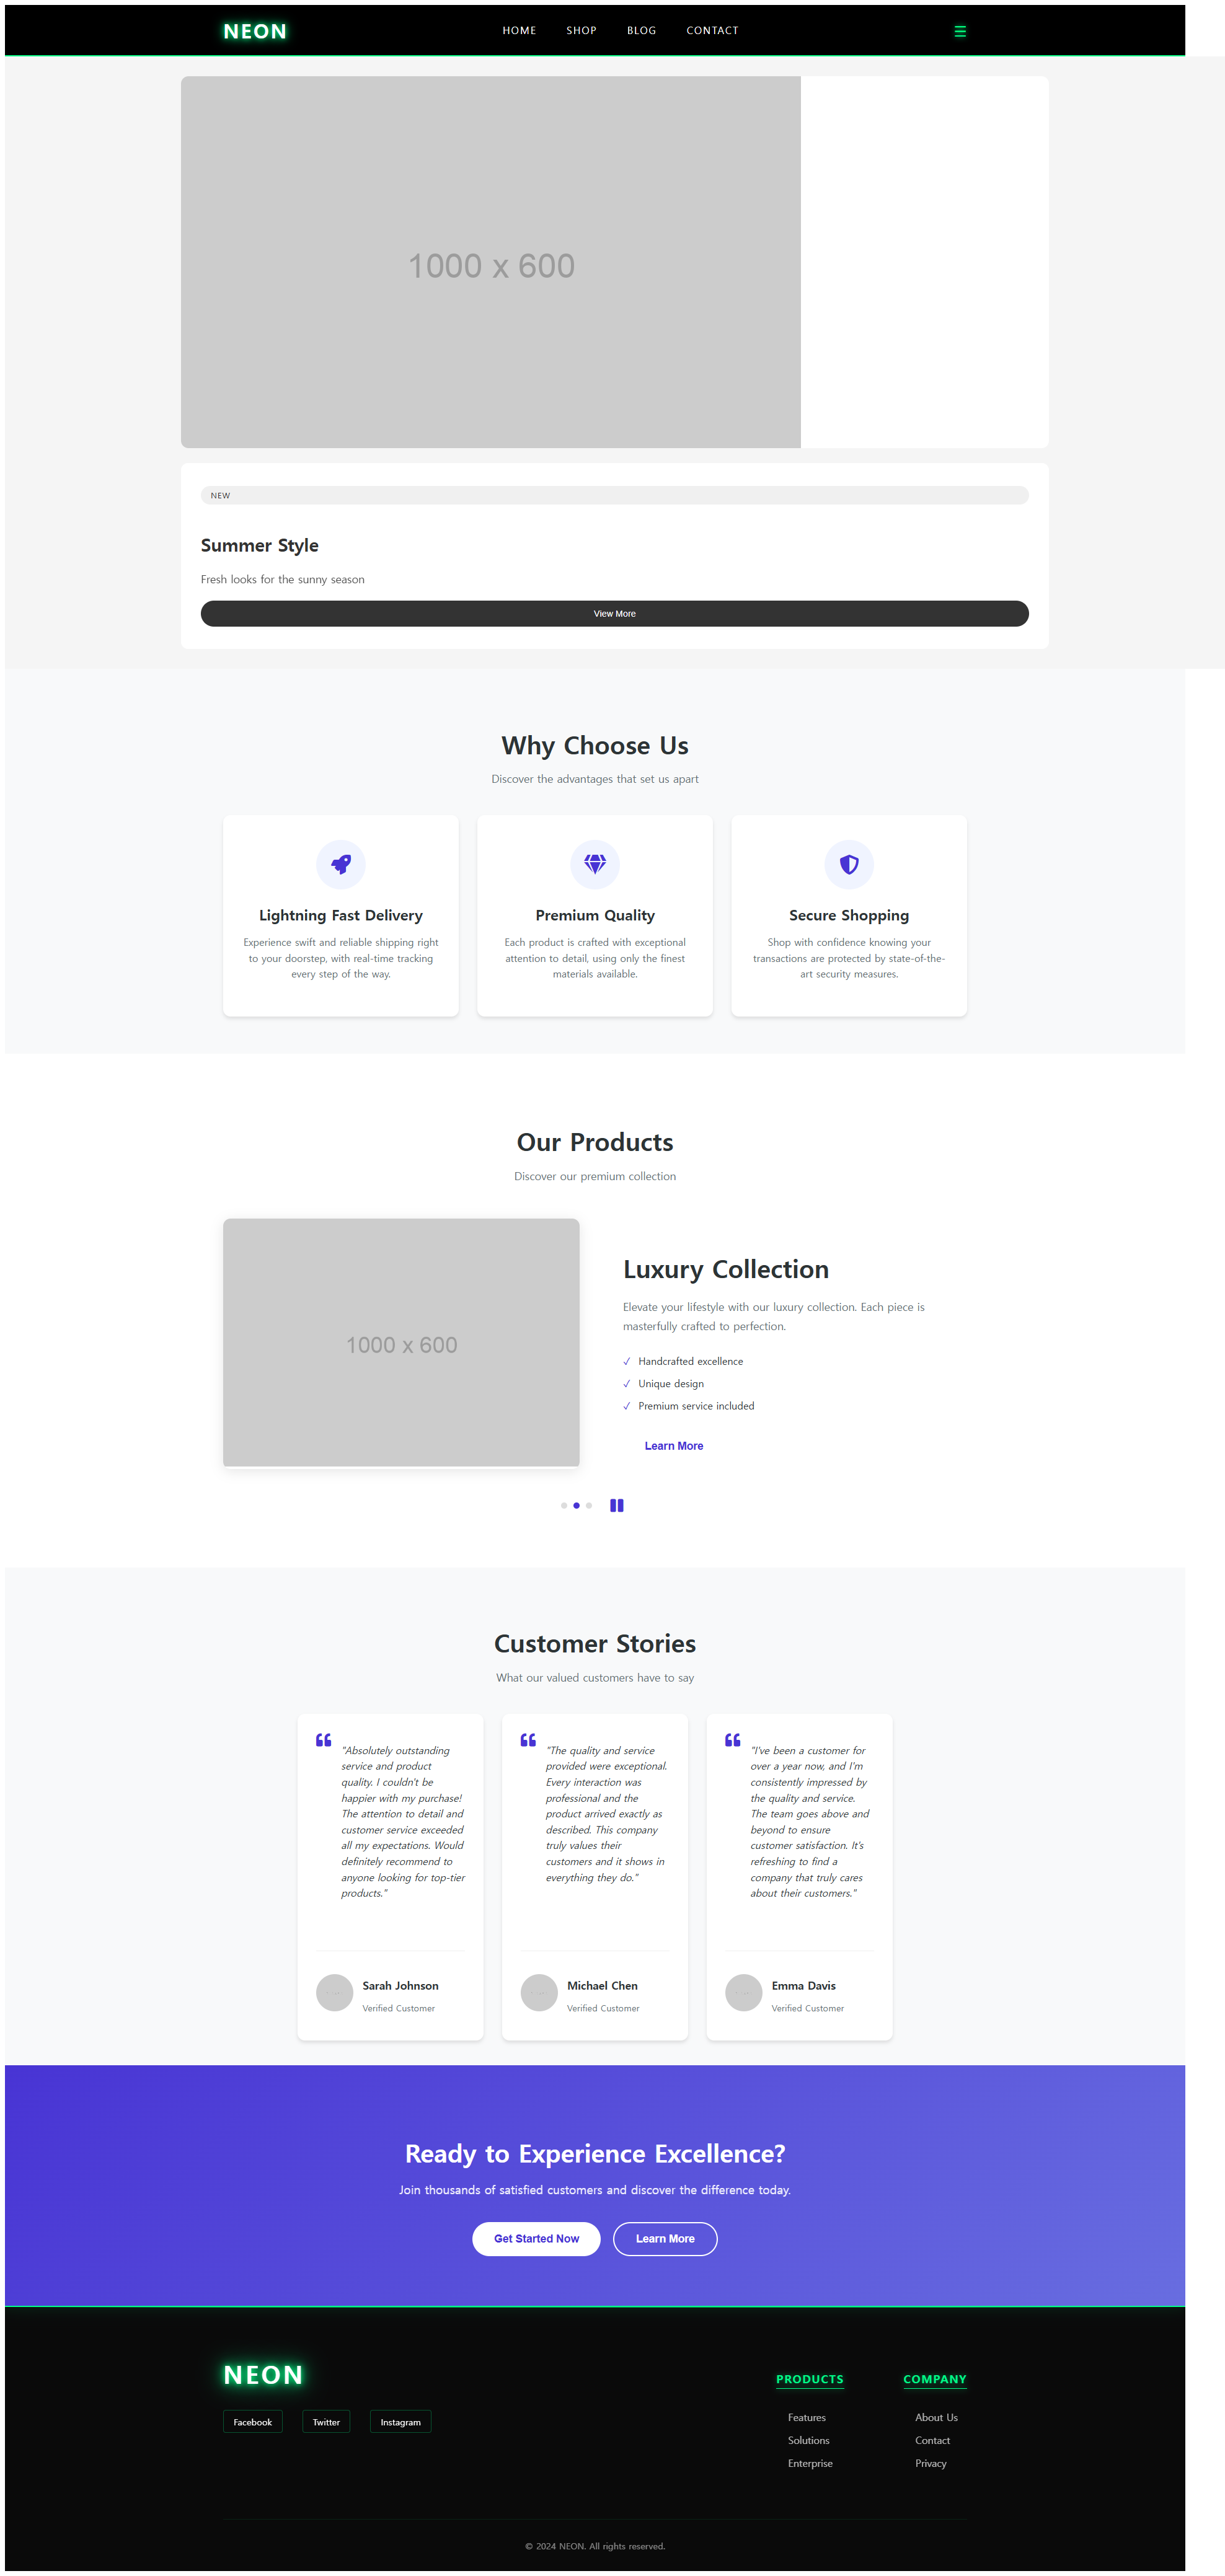 NEON
HOME SHOP BLOG CONTACT
1000 x 600
NEW
Summer Style
Fresh looks for the sunny season
View More
Why Choose Us
Discover the advantages that set us apart
Lightning Fast Delivery
Experience swift and reliable shipping right
to your doorstep, with real-time tracking
every step of the way.
Premium Quality
Each product is crafted with exceptional
attention to detail, using only the finest
materials available.
Secure Shopping
Shop with confidence knowing your
transactions are protected by state-of-the-
art security measures.
Our Products
Discover our premium collection
1000 x 600
Luxury Collection
Elevate your lifestyle with our luxury collection. Each piece is
masterfully crafted to perfection.
✓ Handcrafted excellence
✓ Unique design
✓ Premium service included
Learn More
Customer Stories
What our valued customers have to say
"Absolutely outstanding
service and product
quality. I couldn't be
happier with my purchase!
The attention to detail and
customer service exceeded
all my expectations. Would
definitely recommend to
anyone looking for top-tier
products."
Sarah Johnson
Verified Customer
"The quality and service
provided were exceptional.
Every interaction was
professional and the
product arrived exactly as
described. This company
truly values their
customers and it shows in
everything they do."
Michael Chen
Verified Customer
"I've been a customer for
over a year now, and I'm
consistently impressed by
the quality and service.
The team goes above and
beyond to ensure
customer satisfaction. It's
refreshing to find a
company that truly cares
about their customers."
Emma Davis
Verified Customer
Ready to Experience Excellence?
Join thousands of satisfied customers and discover the difference today.
Get Started Now
Learn More
NEON
Facebook
Twitter
Instagram
PRODUCTS
Features
Solutions
Enterprise
COMPANY
About Us
Contact
Privacy
© 2024 NEON. All rights reserved.